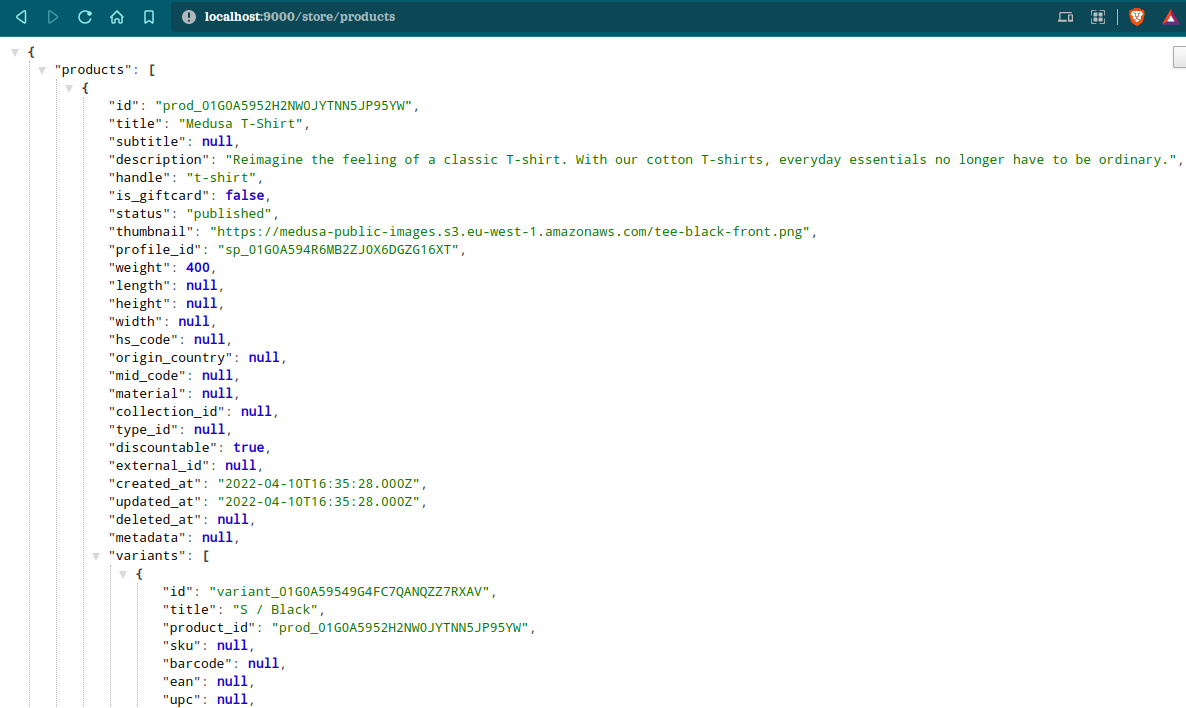 localhost:9000/store/products
{
"products": [
{
"id": "prod_01G0A5952H2NW0JYTNN5JP95YW",
"title": "Medusa T-Shirt",
"subtitle": null,
"description": "Reimagine the feeling of a classic T-shirt. With our cotton T-shirts, everyday essentials no longer have to be ordinary.",
"handle": "t-shirt",
"is_giftcard": false,
"status": "published",
"thumbnail": "https://medusa-public-images.s3.eu-west-1.amazonaws.com/tee-black-front.png",
"profile_id": "sp_01G0A594R6MB2ZJ0X6DGZG16XT",
"weight": 400,
"length": null,
"height": null,
"width": null,
"hs_code": null,
"origin_country": null,
"mid_code": null,
"material": null,
"collection_id": null,
"type_id": null,
"discountable": true,
"external_id": null,
"created_at": "2022-04-10T16:35:28.000Z",
"updated_at": "2022-04-10T16:35:28.000Z",
"deleted_at": null,
"metadata": null,
"variants": [
{
"id": "variant_01G0A59549G4FC7QANQZZ7RXAV",
"title": "S / Black",
"product_id": "prod_01G0A5952H2NW0JYTNN5JP95YW",
"sku": null,
"barcode": null,
"ean": null,
"upc": null,